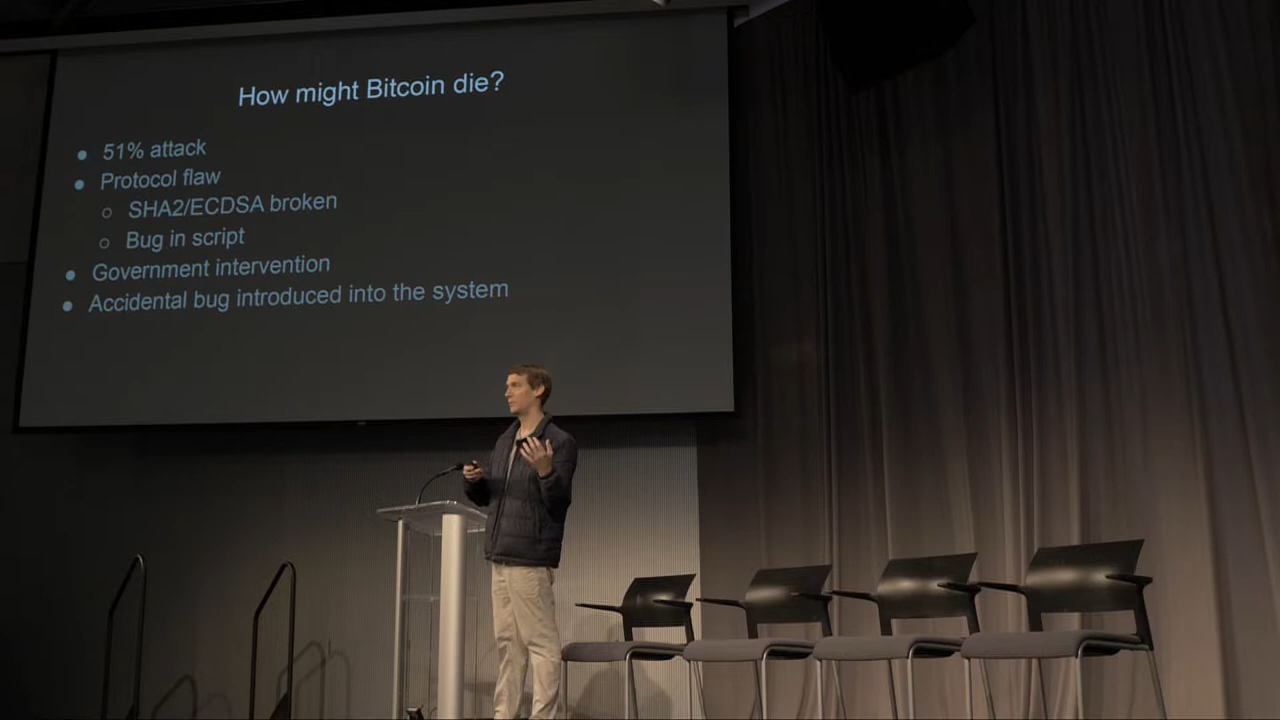 How might Bitcoin die?
● 51% attack
● Protocol flaw
○ SHA2/ECDSA broken
○ Bug in script
● Government intervention
● Accidental bug introduced into the system